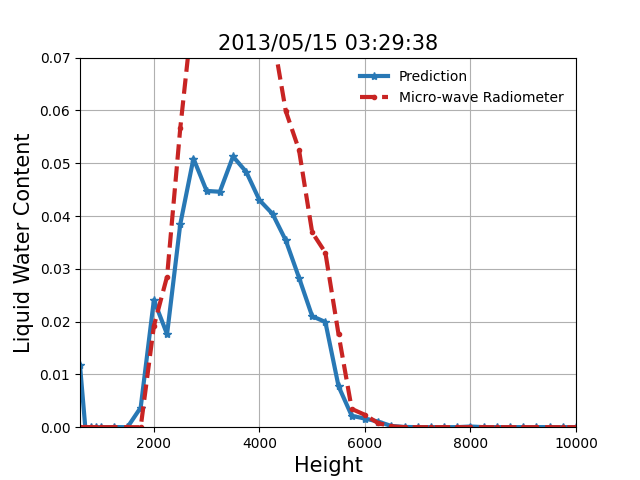 2013/05/15 03:29:38
Prediction
Micro-wave Radiometer
Liquid Water Content
0.07
0.06
0.05
0.04
0.03
0.02
0.01
0.00
2000 4000 6000 8000 10000
Height